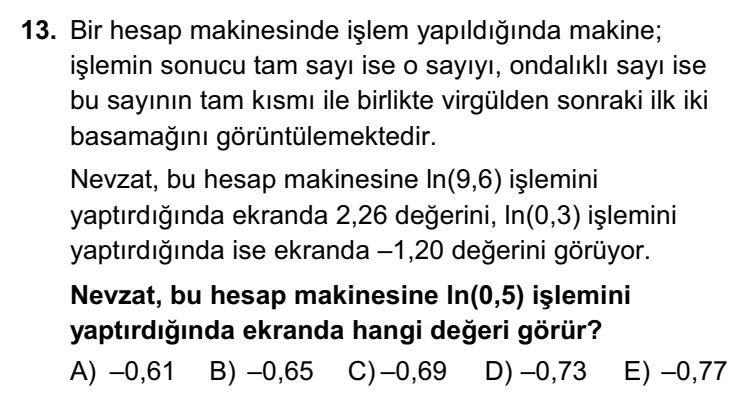 13. Bir hesap makinesinde işlem yapıldığında makine;
işlemin sonucu tam sayı ise o sayıyı, ondalıklı sayı ise
bu sayının tam kısmı ile birlikte virgülden sonraki ilk iki
basamağını görüntülemektedir.
Nevzat, bu hesap makinesine ln(9,6) işlemini
yaptırdığında ekranda 2,26 değerini, ln(0,3) işlemini
yaptırdığında ise ekranda –1,20 değerini görüyor.
Nevzat, bu hesap makinesine ln(0,5) işlemini
yaptırdığında ekranda hangi değeri görür?
A) –0,61 B) –0,65 C) –0,69 D) –0,73 E) –0,77